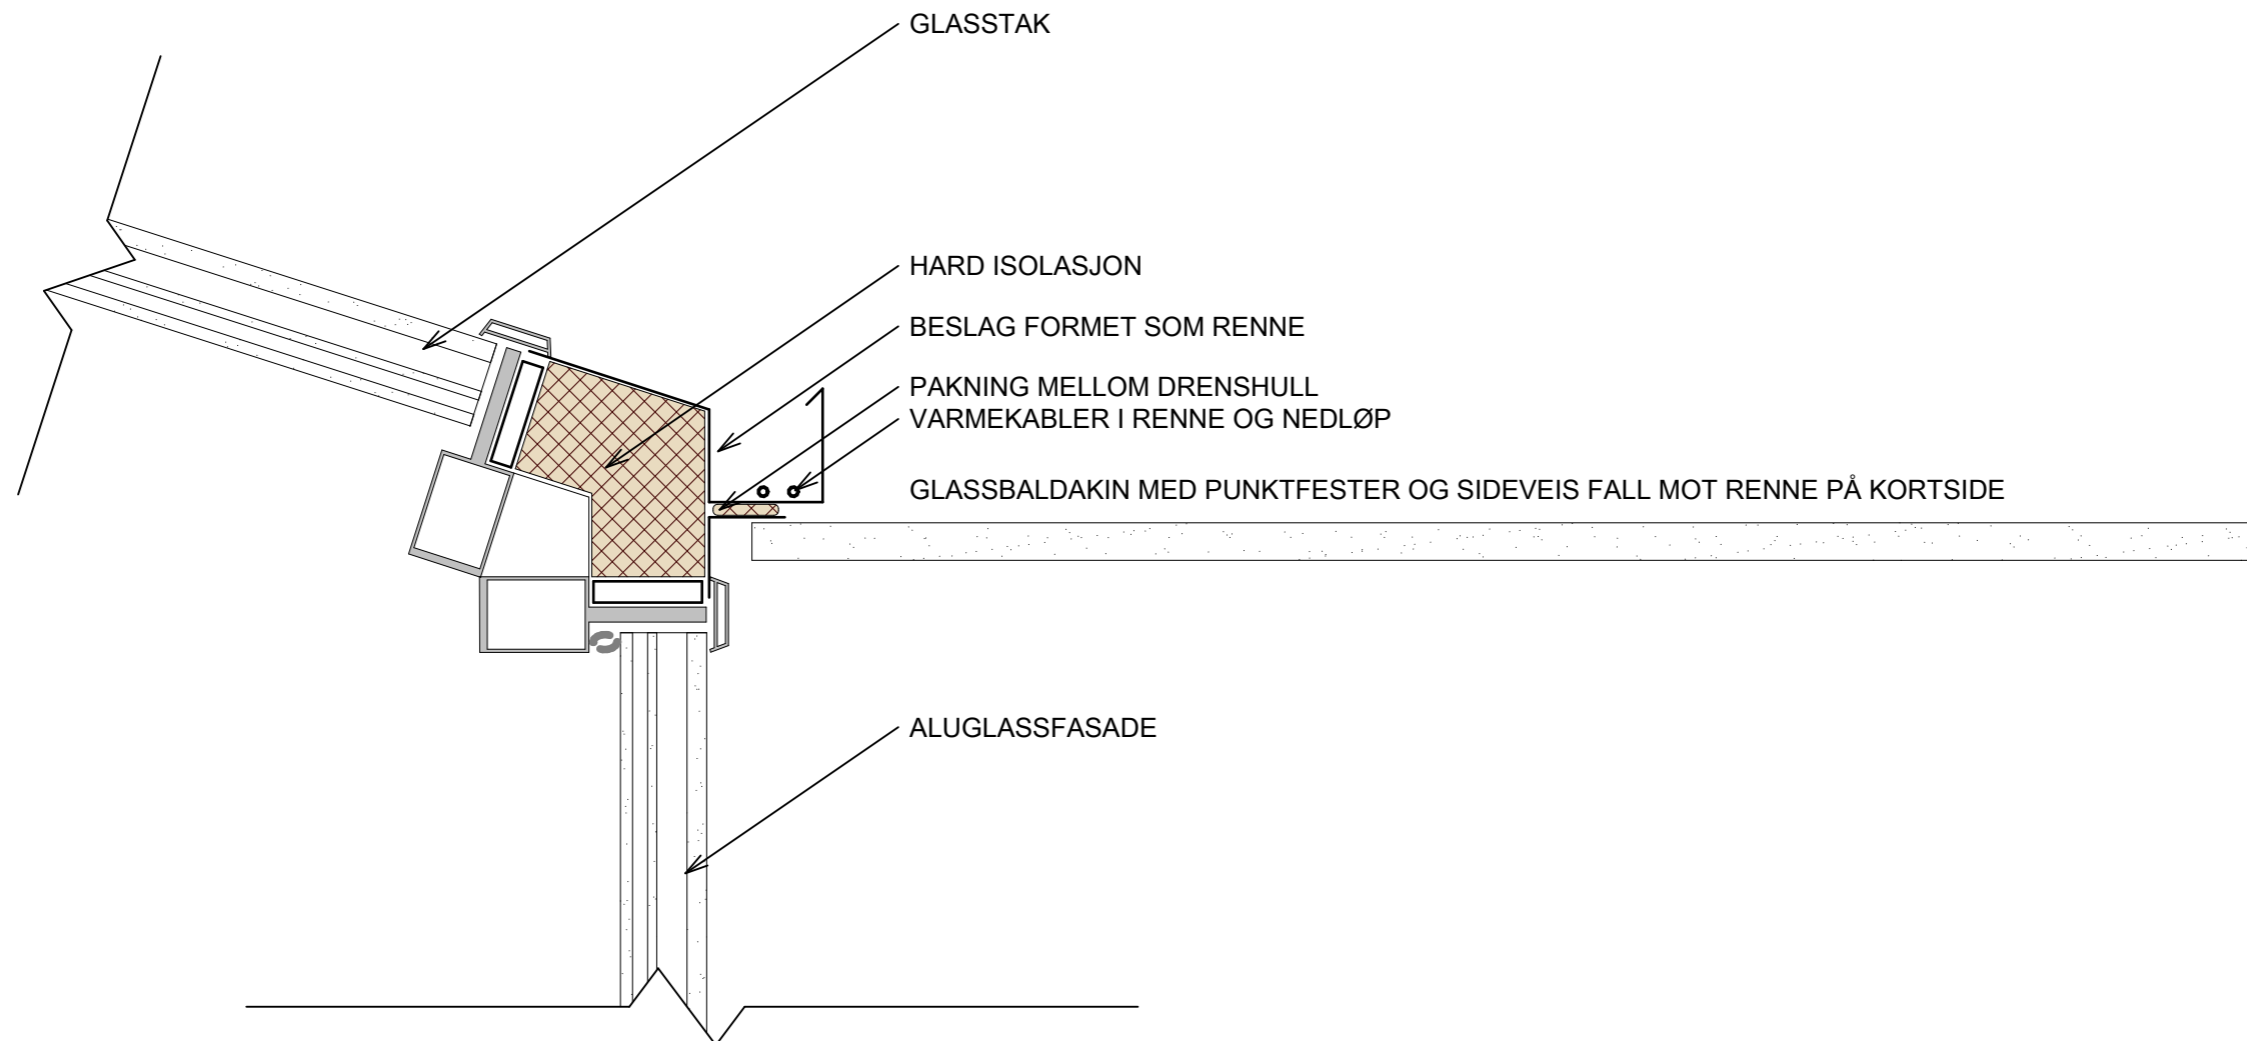 GLASSTAK
HARD ISOLASJON
BESLAG FORMET SOM RENNE
PAKNING MELLOM DRENSHULL
VARMEKABLER I RENNE OG NEDLØP
GLASSBALDAKIN MED PUNKTFESTER OG SIDEVEIS FALL MOT RENNE PÅ KORTSIDE
ALUGLASSFASADE